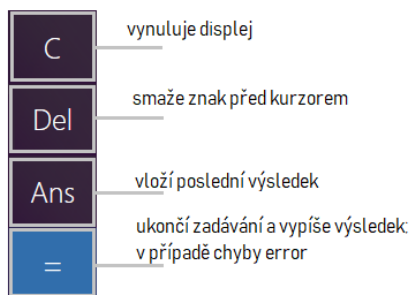 C
vynuluje displej
Del
smaže znak před kurzorem
Ans
vloží poslední výsledek
=
ukončí zadávání a vypíše výsledek;
v případě chyby error